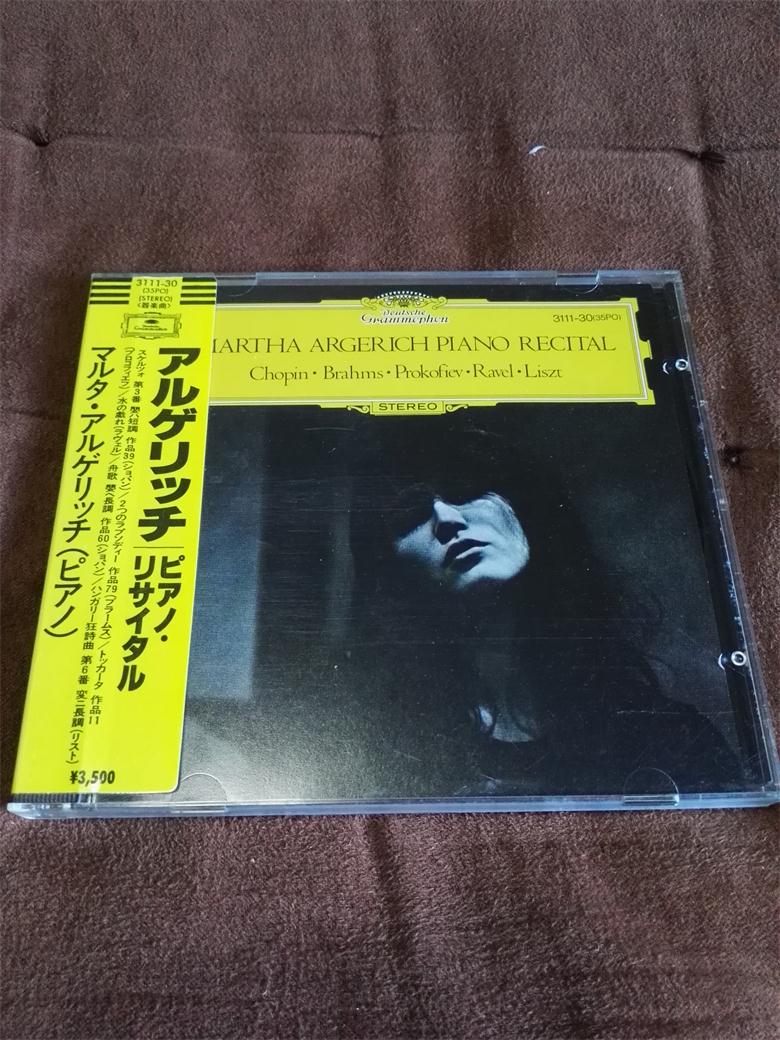 3111-30
(35PO)
(STEREO)
<器楽曲>
Deutsche
Grammophon
アルゲリッチ
ピアノ・
リサイタル
スケルツォ 第3番 嬰ハ短調 作品39(ショパン)/2つのラプソディー 作品79(ブラームス)/トッカータ 作品11
(プロコフィエフ)/水の戯れ(ラヴェル)/舟歌 嬰ヘ長調 作品60(ショパン)/ハンガリー狂詩曲 第6番 変ニ長調(リスト)
マルタ・アルゲリッチ(ピアノ)
¥3,500
Deutsche
Grammophon
3111-30(35PO)
MARTHA ARGERICH PIANO RECITAL
Chopin・Brahms・Prokofiev・Ravel・Liszt
STEREO